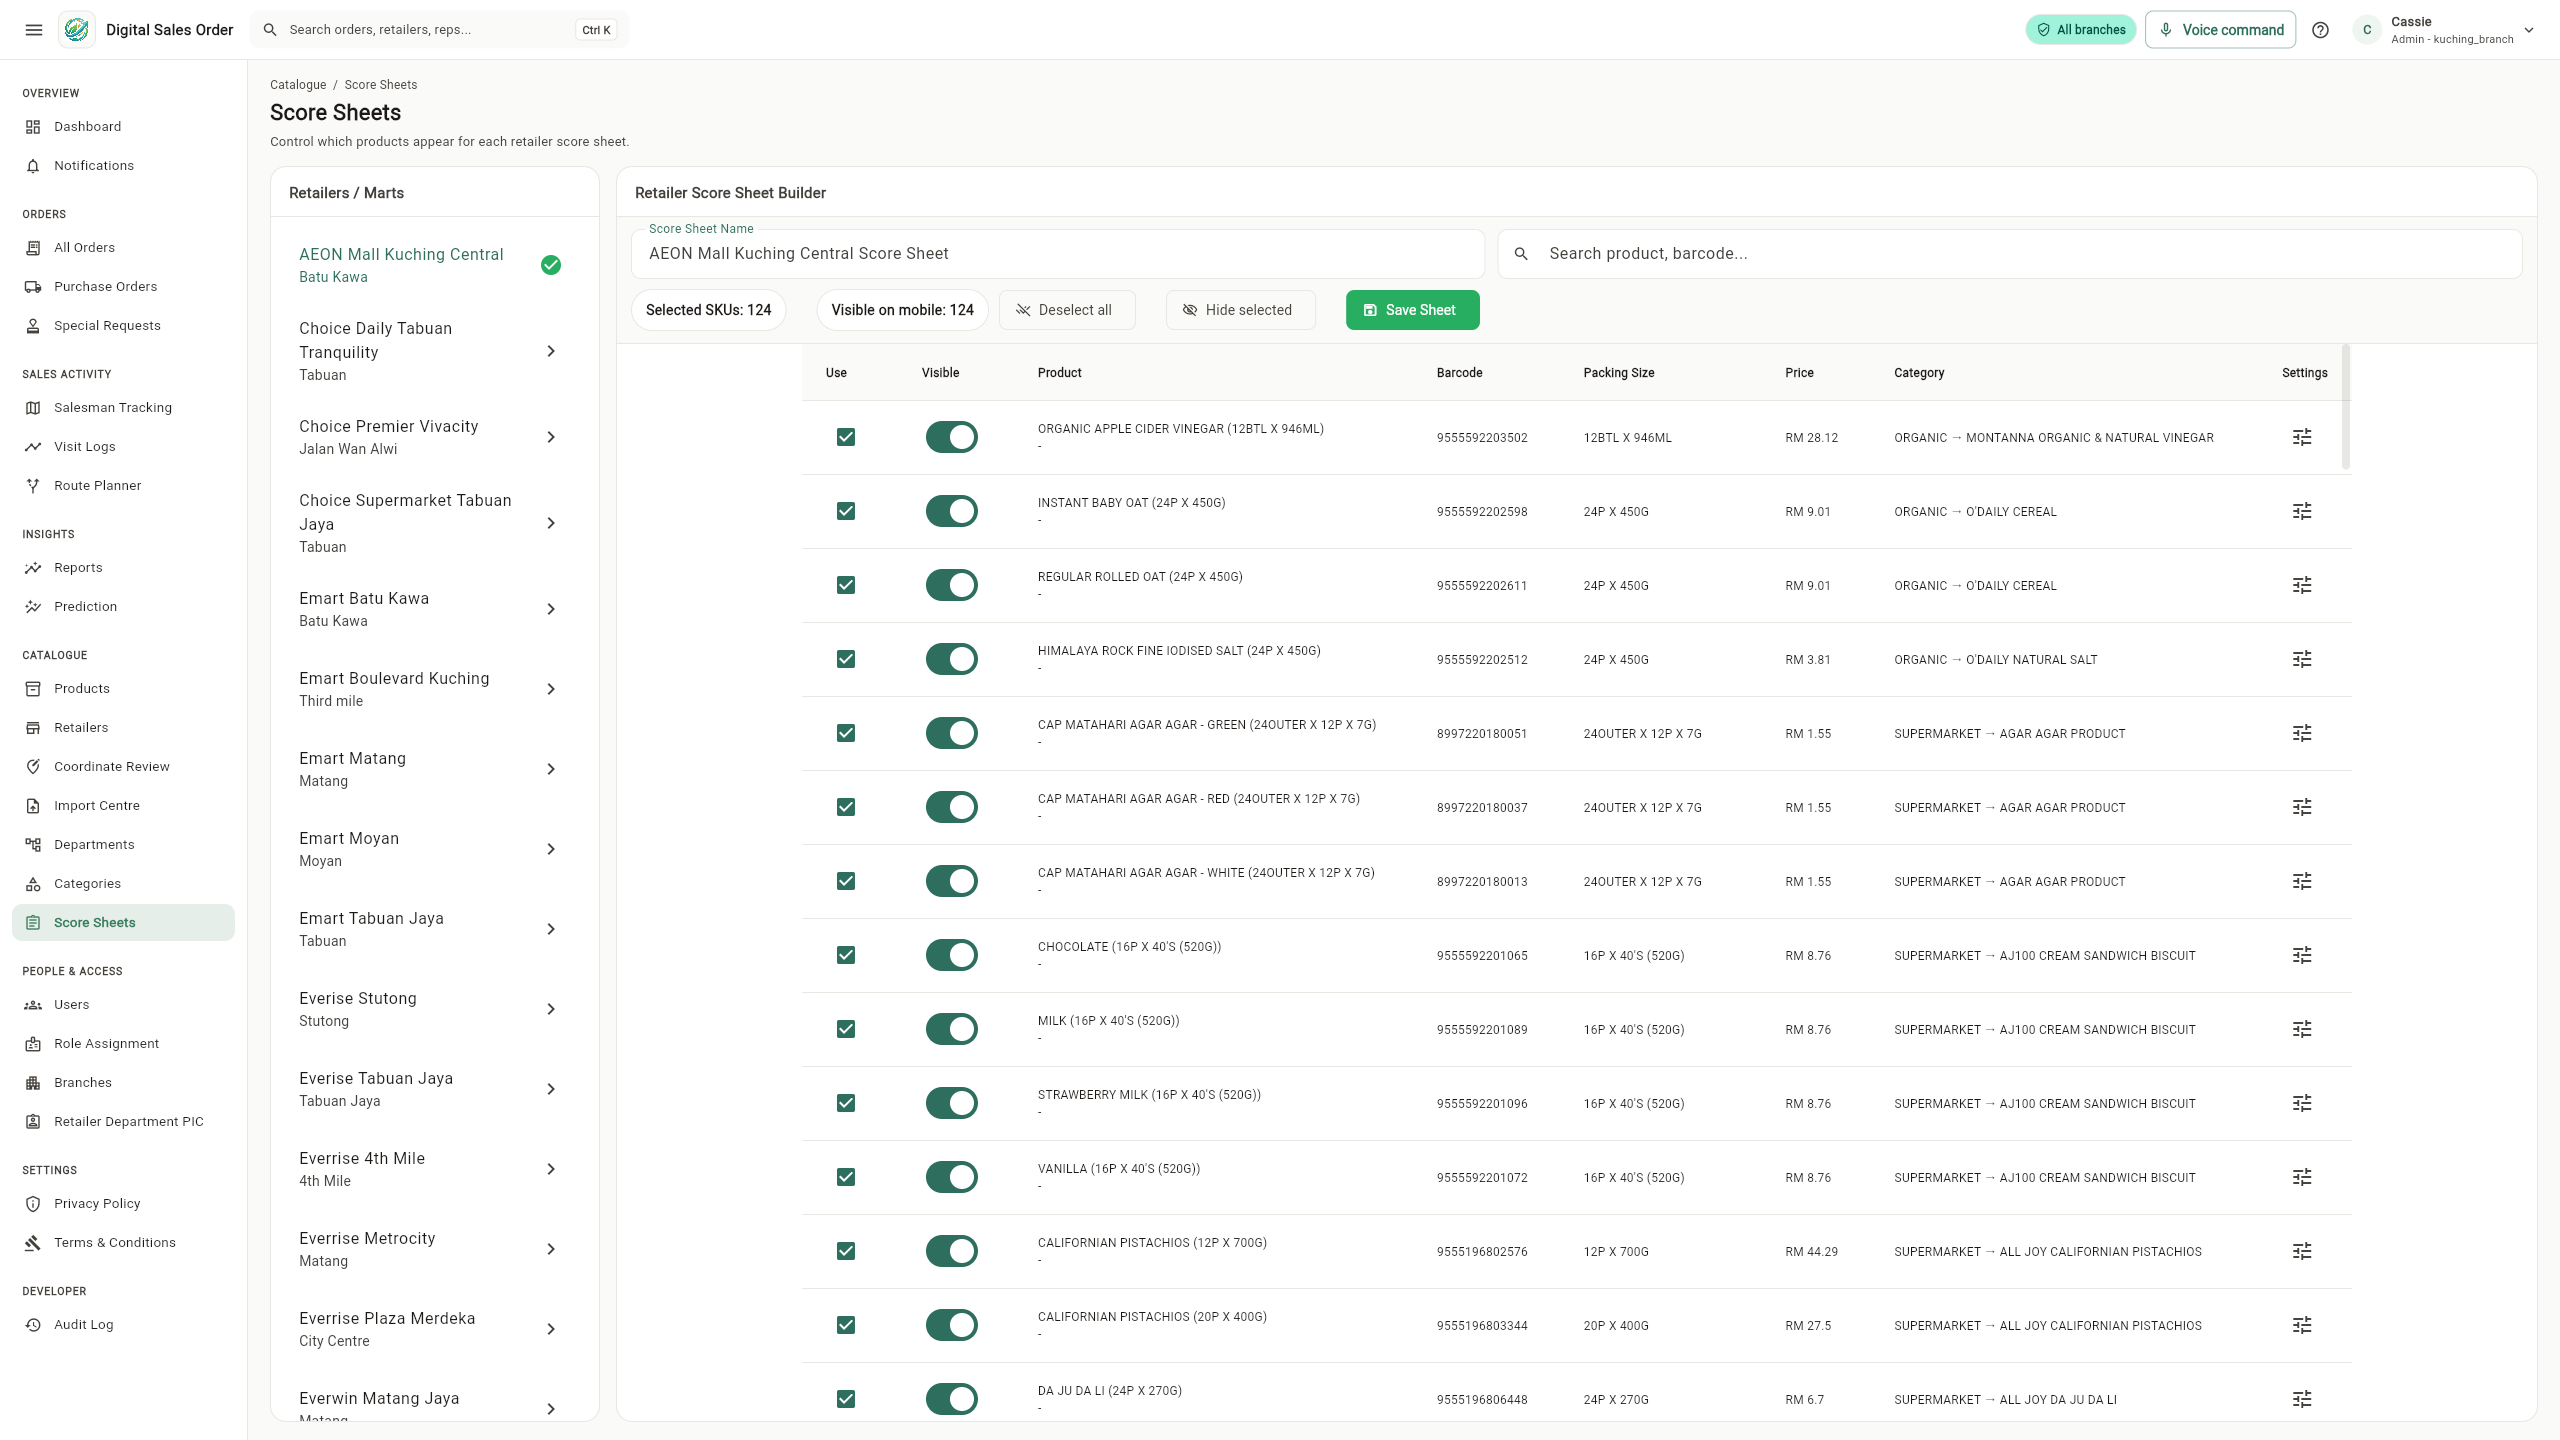 Digital Sales Order
Search orders, retailers, reps...
Ctrl K
All branches
Voice command
C
Cassie
Admin - kuching_branch
OVERVIEW
Dashboard
Notifications
ORDERS
All Orders
Purchase Orders
Special Requests
SALES ACTIVITY
Salesman Tracking
Visit Logs
Route Planner
INSIGHTS
Reports
Prediction
CATALOGUE
Products
Retailers
Coordinate Review
Import Centre
Departments
Categories
Score Sheets
PEOPLE & ACCESS
Users
Role Assignment
Branches
Retailer Department PIC
SETTINGS
Privacy Policy
Terms & Conditions
DEVELOPER
Audit Log
Catalogue / Score Sheets
Score Sheets
Control which products appear for each retailer score sheet.
Retailers / Marts
AEON Mall Kuching Central
Batu Kawa
Choice Daily Tabuan
Tranquility
Tabuan
Choice Premier Vivacity
Jalan Wan Alwi
Choice Supermarket Tabuan
Jaya
Tabuan
Emart Batu Kawa
Batu Kawa
Emart Boulevard Kuching
Third mile
Emart Matang
Matang
Emart Moyan
Moyan
Emart Tabuan Jaya
Tabuan
Everise Stutong
Stutong
Everise Tabuan Jaya
Tabuan Jaya
Everrise 4th Mile
4th Mile
Everrise Metrocity
Matang
Everrise Plaza Merdeka
City Centre
Everwin Matang Jaya
Matang
Retailer Score Sheet Builder
Score Sheet Name
AEON Mall Kuching Central Score Sheet
Search product, barcode...
Selected SKUs: 124
Visible on mobile: 124
Deselect all
Hide selected
Save Sheet
Use Visible Product Barcode Packing Size Price Category Settings
ORGANIC APPLE CIDER VINEGAR (12BTL X 946ML) 9555592203502 12BTL X 946ML RM 28.12 ORGANIC → MONTANNA ORGANIC & NATURAL VINEGAR
-
INSTANT BABY OAT (24P X 450G) 9555592202598 24P X 450G RM 9.01 ORGANIC → O'DAILY CEREAL
-
REGULAR ROLLED OAT (24P X 450G) 9555592202611 24P X 450G RM 9.01 ORGANIC → O'DAILY CEREAL
-
HIMALAYA ROCK FINE IODISED SALT (24P X 450G) 9555592202512 24P X 450G RM 3.81 ORGANIC → O'DAILY NATURAL SALT
-
CAP MATAHARI AGAR AGAR - GREEN (24OUTER X 12P X 7G) 8997220180051 24OUTER X 12P X 7G RM 1.55 SUPERMARKET → AGAR AGAR PRODUCT
-
CAP MATAHARI AGAR AGAR - RED (24OUTER X 12P X 7G) 8997220180037 24OUTER X 12P X 7G RM 1.55 SUPERMARKET → AGAR AGAR PRODUCT
-
CAP MATAHARI AGAR AGAR - WHITE (24OUTER X 12P X 7G) 8997220180013 24OUTER X 12P X 7G RM 1.55 SUPERMARKET → AGAR AGAR PRODUCT
-
CHOCOLATE (16P X 40'S (520G)) 9555592201065 16P X 40'S (520G) RM 8.76 SUPERMARKET → AJ100 CREAM SANDWICH BISCUIT
-
MILK (16P X 40'S (520G)) 9555592201089 16P X 40'S (520G) RM 8.76 SUPERMARKET → AJ100 CREAM SANDWICH BISCUIT
-
STRAWBERRY MILK (16P X 40'S (520G)) 9555592201096 16P X 40'S (520G) RM 8.76 SUPERMARKET → AJ100 CREAM SANDWICH BISCUIT
-
VANILLA (16P X 40'S (520G)) 9555592201072 16P X 40'S (520G) RM 8.76 SUPERMARKET → AJ100 CREAM SANDWICH BISCUIT
-
CALIFORNIAN PISTACHIOS (12P X 700G) 9555196802576 12P X 700G RM 44.29 SUPERMARKET → ALL JOY CALIFORNIAN PISTACHIOS
-
CALIFORNIAN PISTACHIOS (20P X 400G) 9555196803344 20P X 400G RM 27.5 SUPERMARKET → ALL JOY CALIFORNIAN PISTACHIOS
-
DA JU DA LI (24P X 270G) 9555196806448 24P X 270G RM 6.7 SUPERMARKET → ALL JOY DA JU DA LI
-